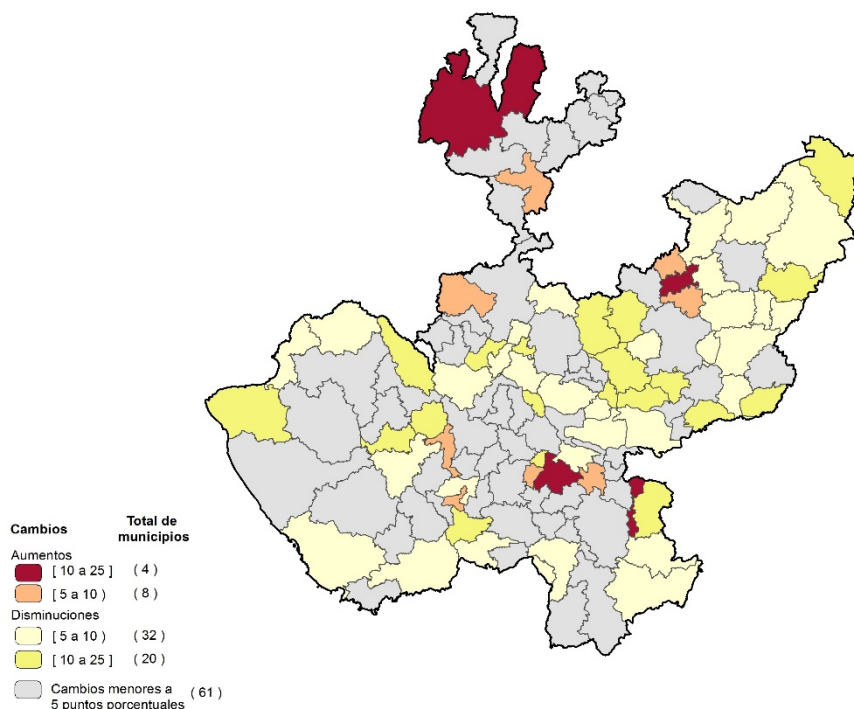 Cambios Total de municipios
Aumentos
[ 10 a 25 ] ( 4 )
[ 5 a 10 ) ( 8 )
Disminuciones
[ 5 a 10 ) ( 32 )
[ 10 a 25 ] ( 20 )
Cambios menores a ( 61 )
5 puntos porcentuales